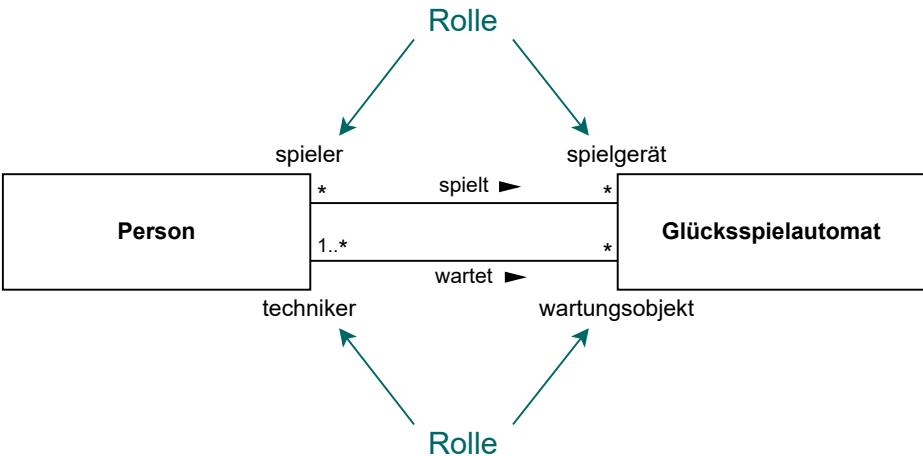 Rolle
spieler spielgerät
* spielt ► *
Person Glücksspielautomat
1..* *
wartet ►
techniker wartungsobjekt
Rolle